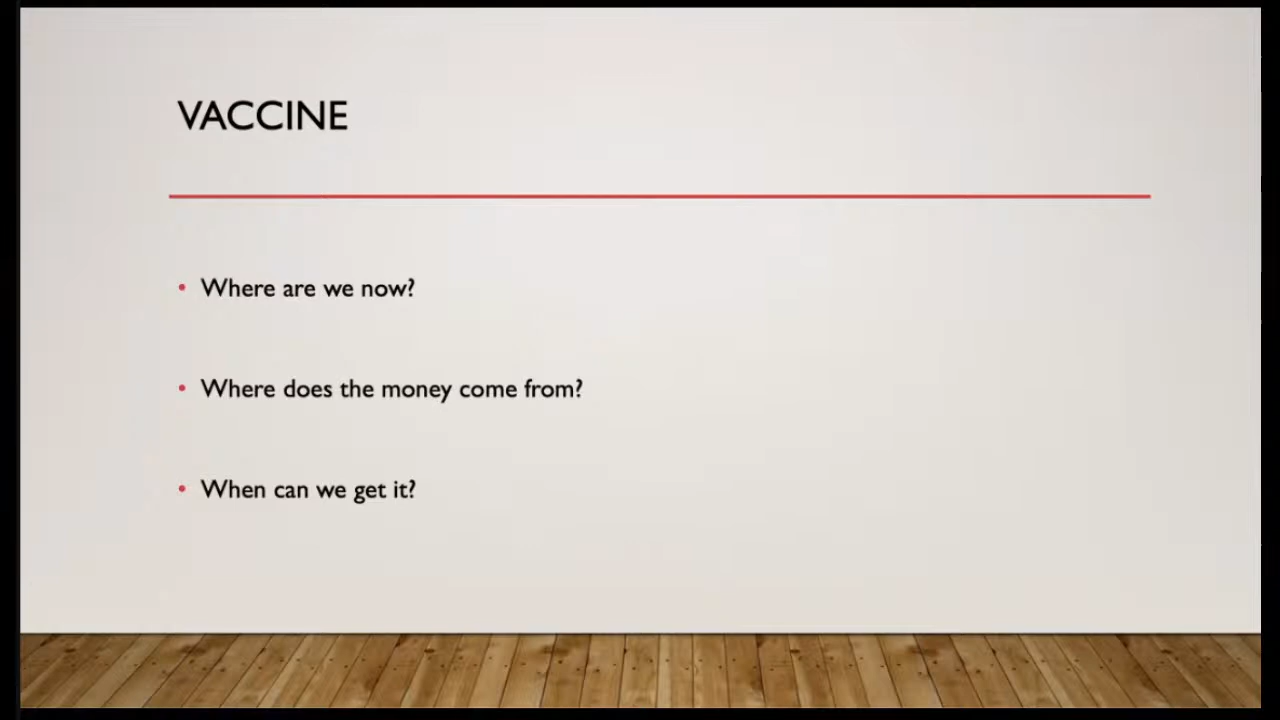 VACCINE
• Where are we now?
• Where does the money come from?
• When can we get it?